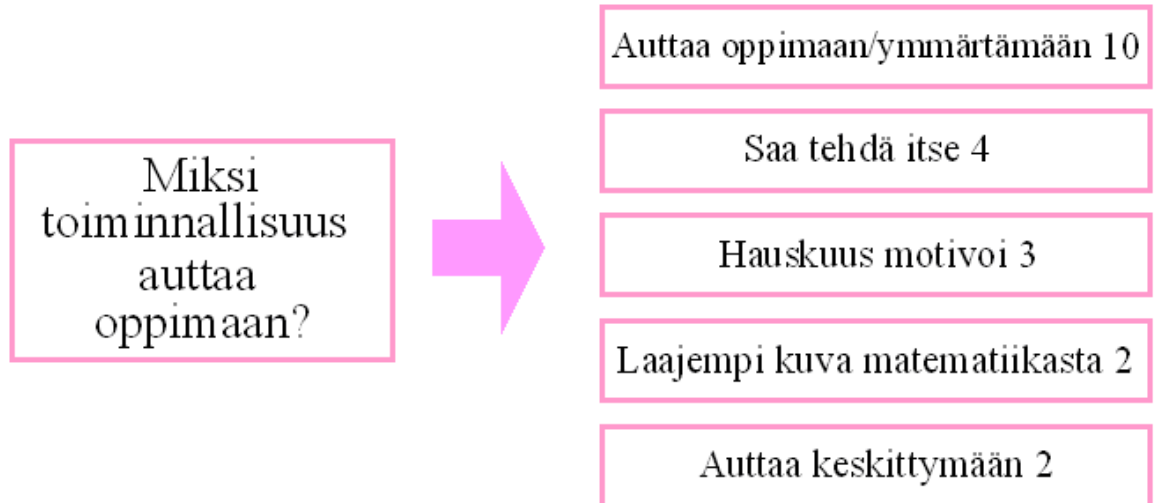 Miksi
toiminnallisuus
auttaa
oppimaan?
Auttaa oppimaan/ymmärtämään 10
Saa tehdä itse 4
Hauskuus motivoi 3
Laajempi kuva matematiikasta 2
Auttaa keskittymään 2